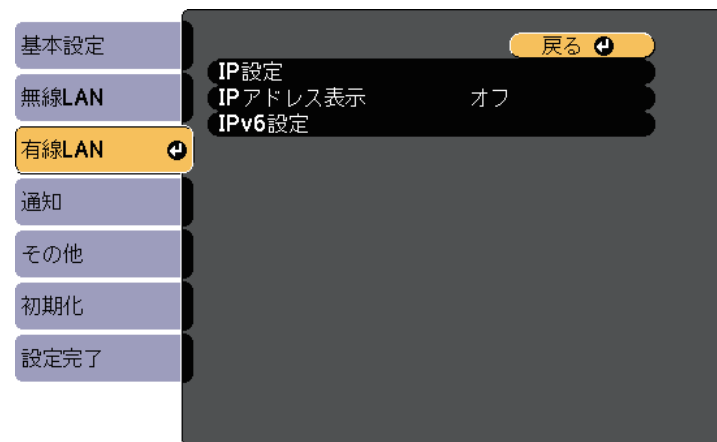 基本設定
無線LAN
有線LAN
通知
その他
初期化
設定完了
戻る
IP設定
IPアドレス表示 オフ
IPv6設定